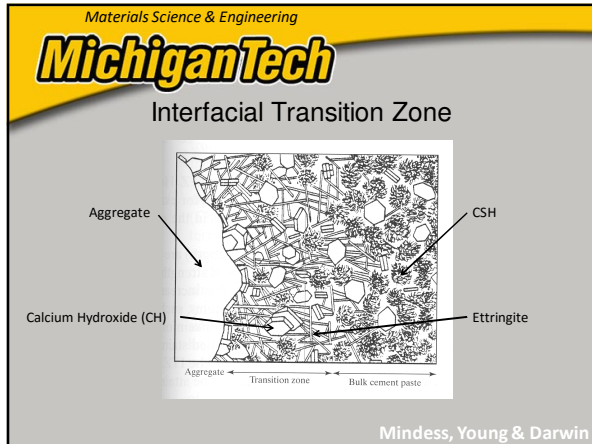 Materials Science & Engineering
MichiganTech
Interfacial Transition Zone
Aggregate
CSH
Calcium Hydroxide (CH)
Ettringite
Aggregate
Transition zone
Bulk cement paste
Mindess, Young & Darwin